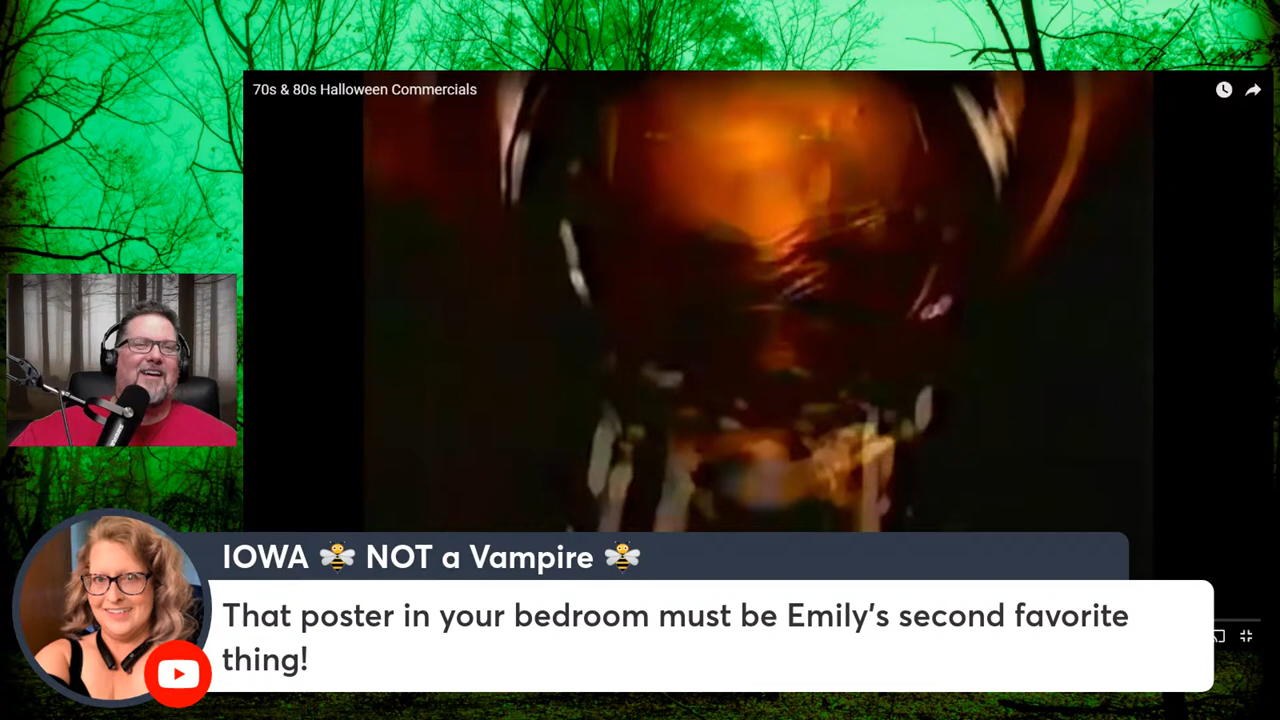 70s & 80s Halloween Commercials
IOWA 🐝 NOT a Vampire 🐝
That poster in your bedroom must be Emily's second favorite
thing!